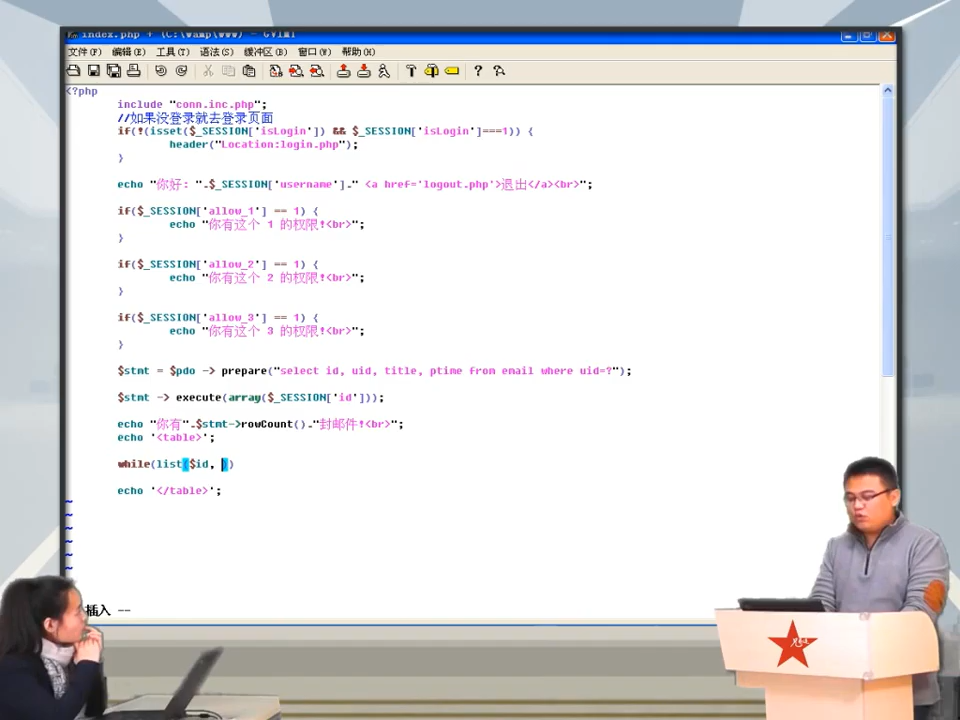 index.php + (C:\wamp\www) - GVIM1
文件(F) 编辑(E) 工具(T) 语法(S) 缓冲区(B) 窗口(W) 帮助(H)
<?php
include "conn.inc.php";
//如果没登录就去登录页面
if(!(isset($_SESSION['isLogin']) && $_SESSION['isLogin']===1)) {
header("Location:login.php");
}
echo "你好: ".$_SESSION['username']." <a href='logout.php'>退出</a><br>";
if($_SESSION['allow_1'] == 1) {
echo "你有这个 1 的权限!<br>";
}
if($_SESSION['allow_2'] == 1) {
echo "你有这个 2 的权限!<br>";
}
if($_SESSION['allow_3'] == 1) {
echo "你有这个 3 的权限!<br>";
}
$stmt = $pdo -> prepare("select id, uid, title, ptime from email where uid=?");
$stmt -> execute(array($_SESSION['id']));
echo "你有".$stmt->rowCount()."封邮件!<br>";
echo '<table>';
while(list($id, ))
echo '</table>';
~
~
~
~
~
~
插入 --